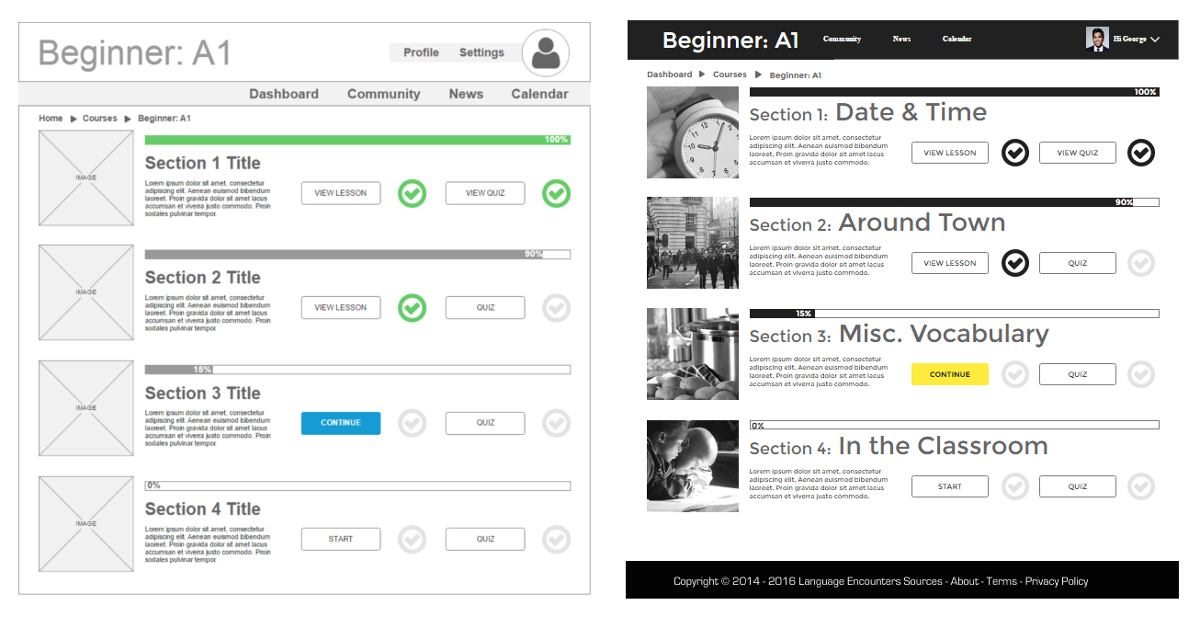 Beginner: A1
Profile Settings
Dashboard Community News Calendar
Home ▶ Courses ▶ Beginner: A1
IMAGE
100%
Section 1 Title
Lorem ipsum dolor sit amet, consectetur
adipiscing elit. Aenean euismod bibendum
laoreet. Proin gravida dolor sit amet lacus
accumsan et viverra justo commodo. Proin
sodales pulvinar tempor.
VIEW LESSON
VIEW QUIZ
IMAGE
90%
Section 2 Title
Lorem ipsum dolor sit amet, consectetur
adipiscing elit. Aenean euismod bibendum
laoreet. Proin gravida dolor sit amet lacus
accumsan et viverra justo commodo. Proin
sodales pulvinar tempor.
VIEW LESSON
QUIZ
IMAGE
15%
Section 3 Title
Lorem ipsum dolor sit amet, consectetur
adipiscing elit. Aenean euismod bibendum
laoreet. Proin gravida dolor sit amet lacus
accumsan et viverra justo commodo. Proin
sodales pulvinar tempor.
CONTINUE
QUIZ
IMAGE
0%
Section 4 Title
Lorem ipsum dolor sit amet, consectetur
adipiscing elit. Aenean euismod bibendum
laoreet. Proin gravida dolor sit amet lacus
accumsan et viverra justo commodo. Proin
sodales pulvinar tempor.
START
QUIZ
Beginner: A1 Community News Calendar Hi George
Dashboard ▶ Courses ▶ Beginner: A1
100%
Section 1: Date & Time
Lorem ipsum dolor sit amet, consectetur
adipiscing elit. Aenean euismod bibendum
laoreet. Proin gravida dolor sit amet lacus
accumsan et viverra justo commodo.
VIEW LESSON
VIEW QUIZ
90%
Section 2: Around Town
Lorem ipsum dolor sit amet, consectetur
adipiscing elit. Aenean euismod bibendum
laoreet. Proin gravida dolor sit amet lacus
accumsan et viverra justo commodo.
VIEW LESSON
QUIZ
15%
Section 3: Misc. Vocabulary
Lorem ipsum dolor sit amet, consectetur
adipiscing elit. Aenean euismod bibendum
laoreet. Proin gravida dolor sit amet lacus
accumsan et viverra justo commodo.
CONTINUE
QUIZ
0%
Section 4: In the Classroom
Lorem ipsum dolor sit amet, consectetur
adipiscing elit. Aenean euismod bibendum
laoreet. Proin gravida dolor sit amet lacus
accumsan et viverra justo commodo.
START
QUIZ
Copyright © 2014 - 2016 Language Encounters Sources - About - Terms - Privacy Policy